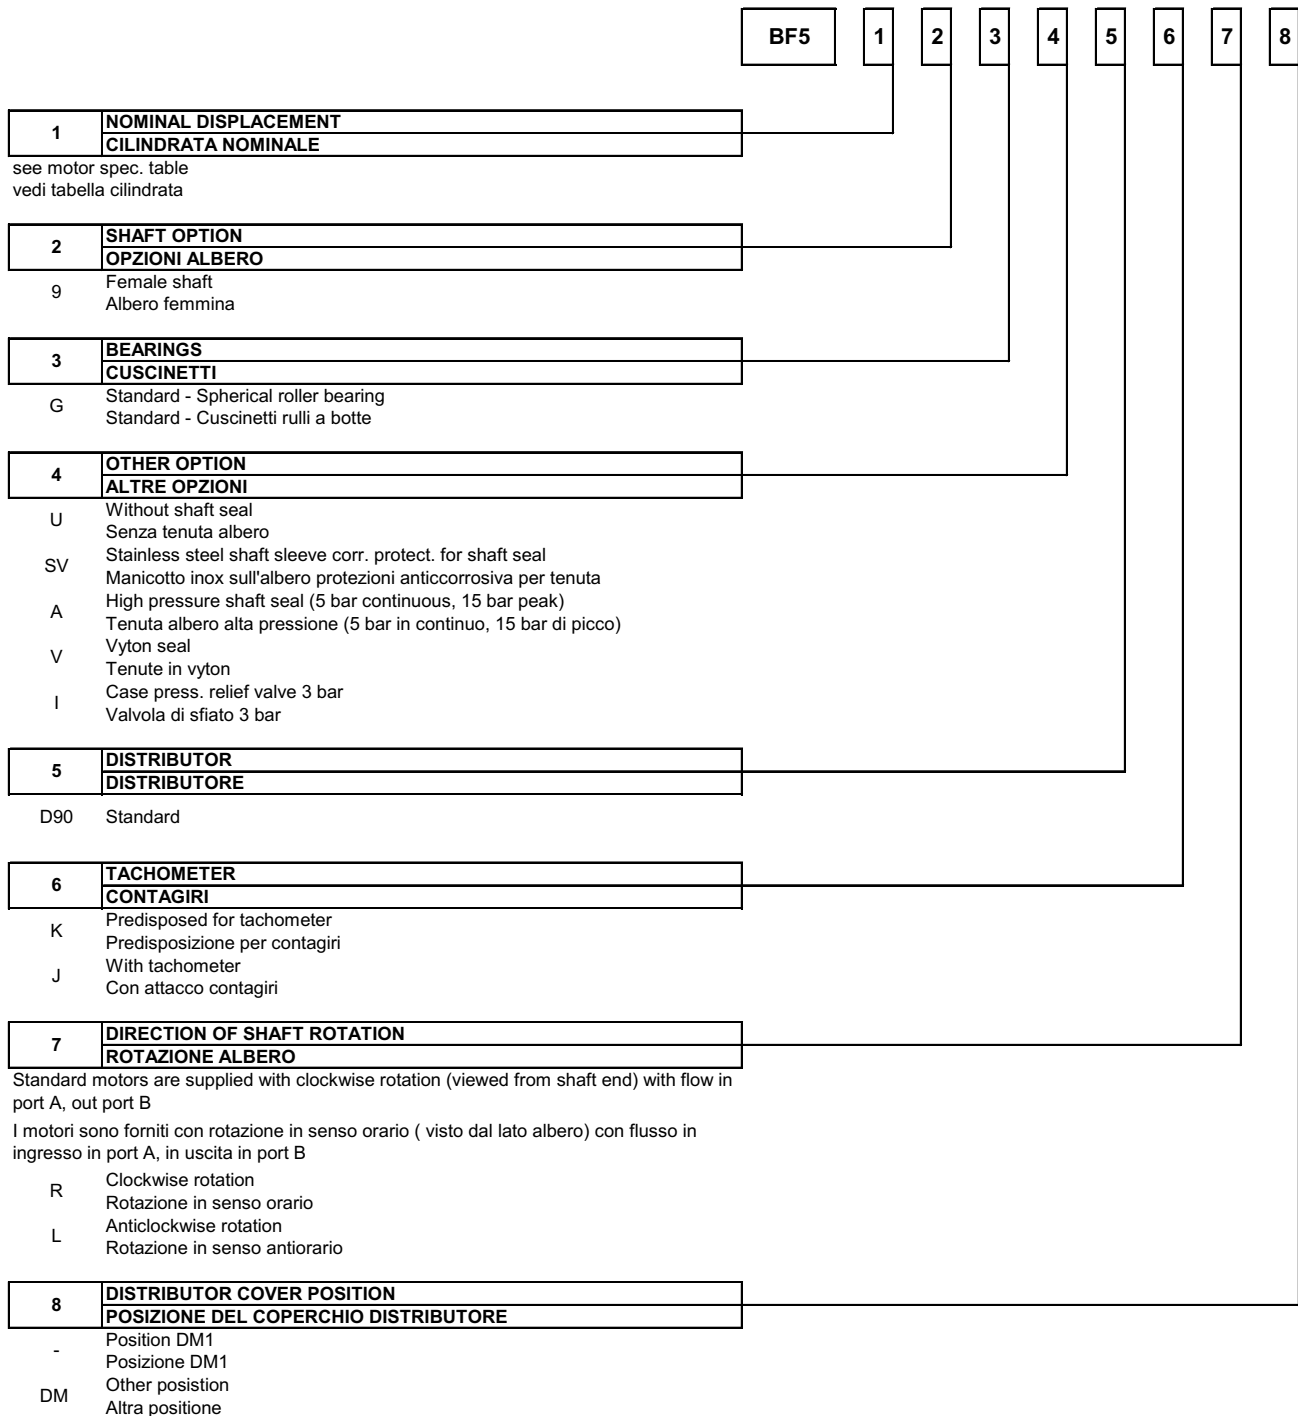 BF5 1 2 3 4 5 6 7 8
1 NOMINAL DISPLACEMENT
CILINDRATA NOMINALE
see motor spec. table
vedi tabella cilindrata
2 SHAFT OPTION
OPZIONI ALBERO
9 Female shaft
Albero femmina
3 BEARINGS
CUSCINETTI
G Standard - Spherical roller bearing
Standard - Cuscinetti rulli a botte
4 OTHER OPTION
ALTRE OPZIONI
U Without shaft seal
Senza tenuta albero
SV Stainless steel shaft sleeve corr. protect. for shaft seal
Manicotto inox sull'albero protezioni anticcorrosiva per tenuta
A High pressure shaft seal (5 bar continuous, 15 bar peak)
Tenuta albero alta pressione (5 bar in continuo, 15 bar di picco)
V Vyton seal
Tenute in vyton
I Case press. relief valve 3 bar
Valvola di sfiato 3 bar
5 DISTRIBUTOR
DISTRIBUTORE
D90 Standard
6 TACHOMETER
CONTAGIRI
K Predisposed for tachometer
Predisposizione per contagiri
J With tachometer
Con attacco contagiri
7 DIRECTION OF SHAFT ROTATION
ROTAZIONE ALBERO
Standard motors are supplied with clockwise rotation (viewed from shaft end) with flow in
port A, out port B
I motori sono forniti con rotazione in senso orario ( visto dal lato albero) con flusso in
ingresso in port A, in uscita in port B
R Clockwise rotation
Rotazione in senso orario
L Anticlockwise rotation
Rotazione in senso antiorario
8 DISTRIBUTOR COVER POSITION
POSIZIONE DEL COPERCHIO DISTRIBUTORE
- Position DM1
Posizione DM1
DM Other posistion
Altra positione